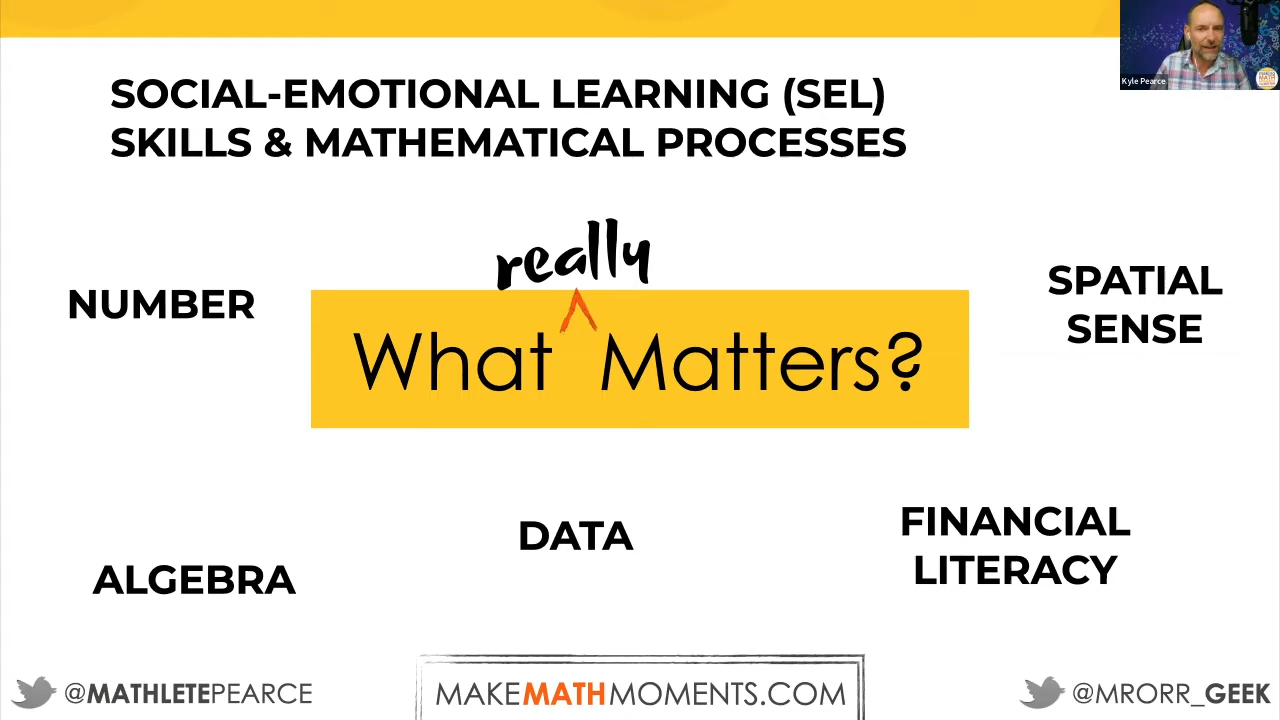 Kyle Pearce
SOCIAL-EMOTIONAL LEARNING (SEL)
SKILLS & MATHEMATICAL PROCESSES
really
What Matters?
NUMBER
SPATIAL
SENSE
DATA
FINANCIAL
LITERACY
ALGEBRA
@MATHLETEPEARCE
MAKEMATHMOMENTS.COM
@MRORR_GEEK